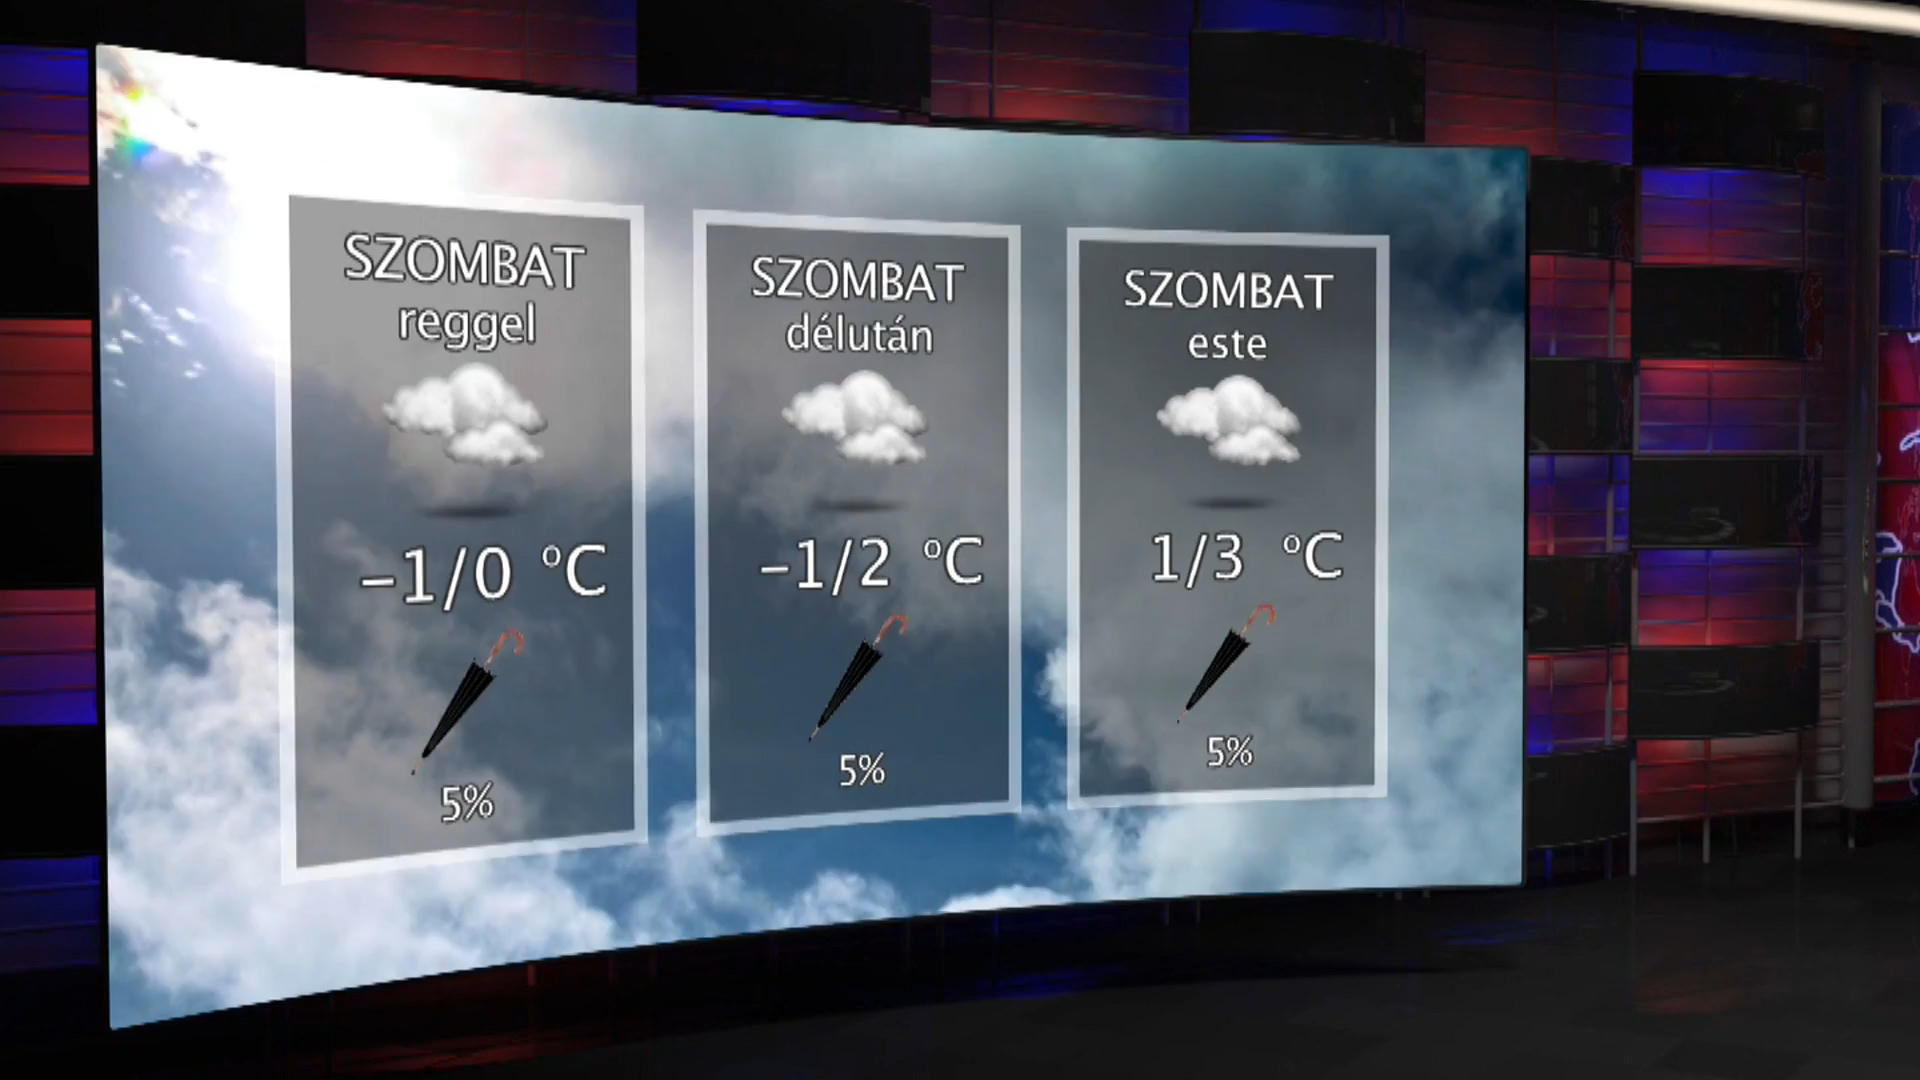 SZOMBAT
reggel
–1/0 °C
5%
SZOMBAT
délután
–1/2 °C
5%
SZOMBAT
este
1/3 °C
5%